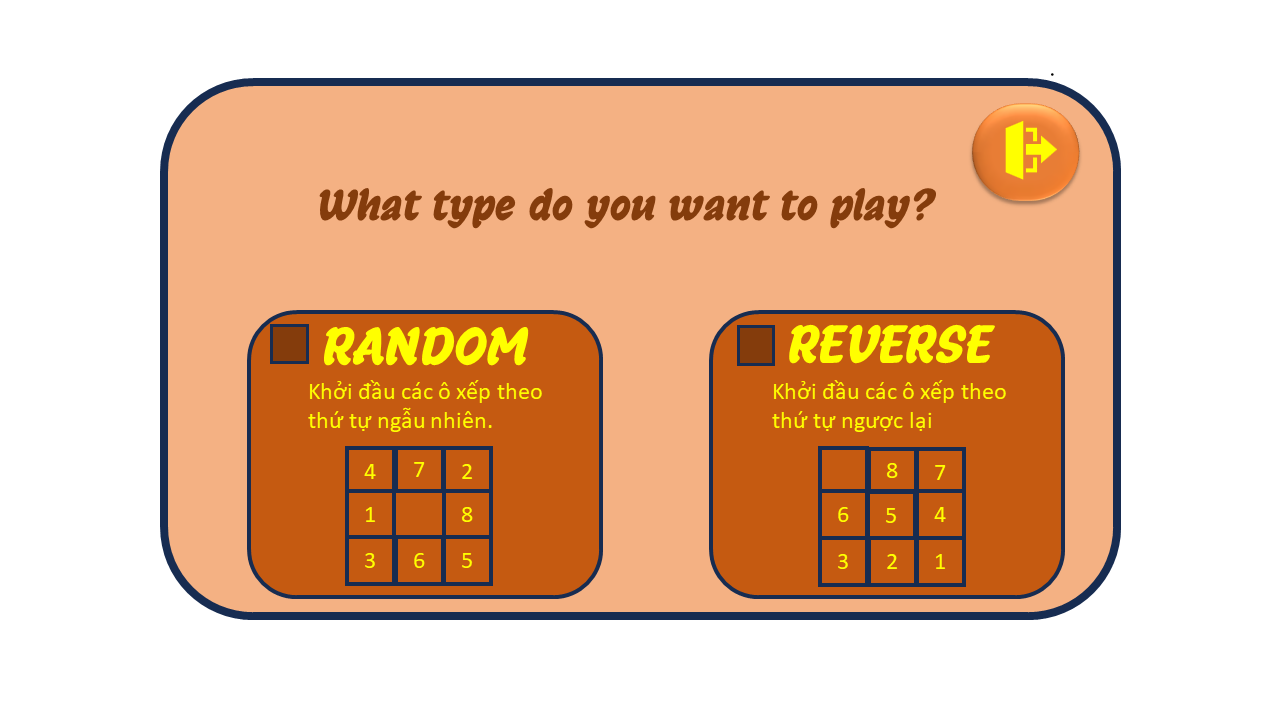 What type do you want to play?
RANDOM
Khởi đầu các ô xếp theo
thứ tự ngẫu nhiên.
4 7 2
1 8
3 6 5
REVERSE
Khởi đầu các ô xếp theo
thứ tự ngược lại
8 7
6 5 4
3 2 1